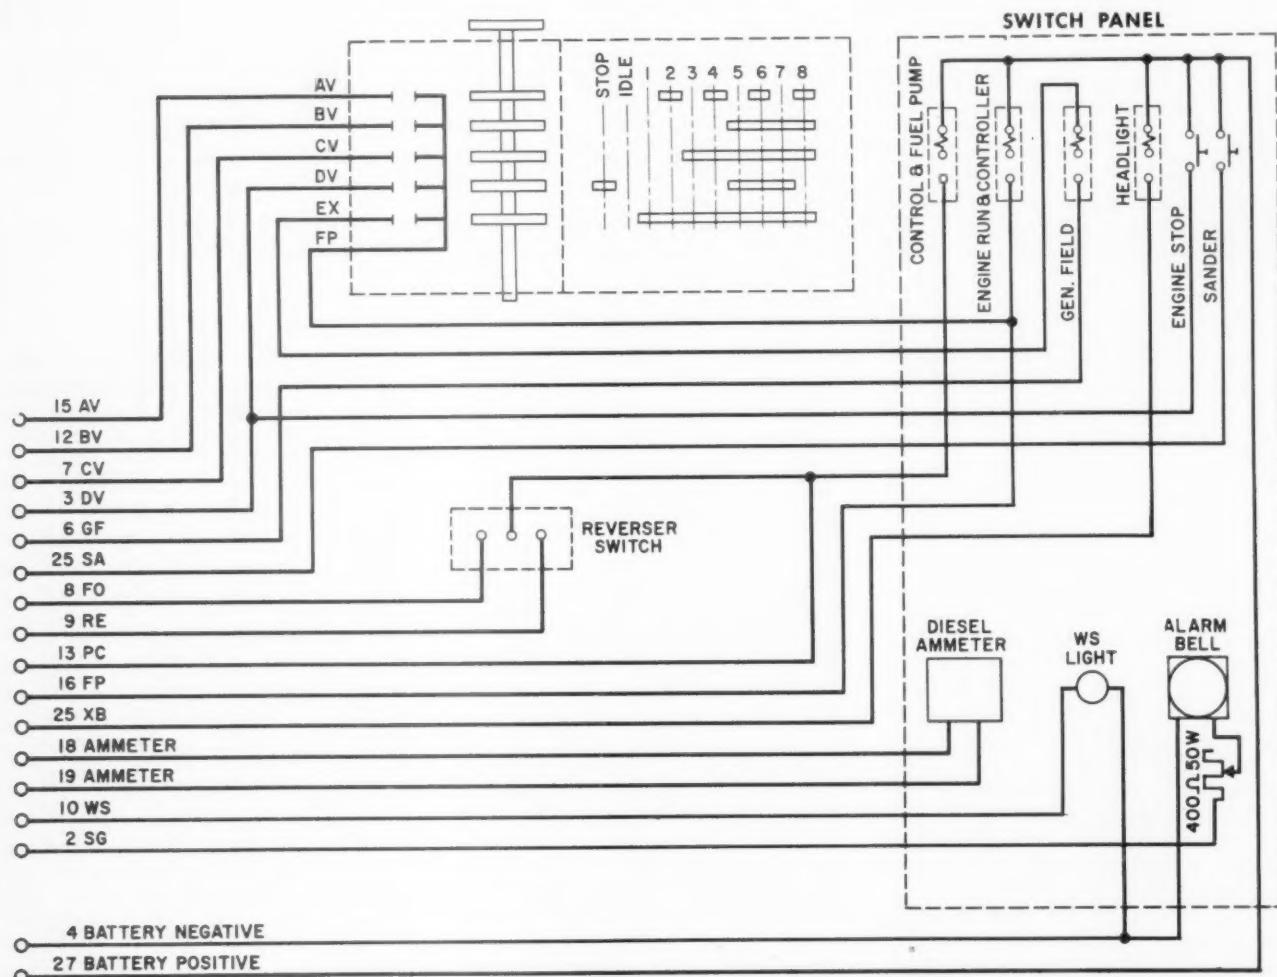 SWITCH PANEL
STOP
IDLE
1 2 3 4 5 6 7 8
AV
BV
CV
DV
EX
FP
CONTROL & FUEL PUMP
ENGINE RUN & CONTROLLER
GEN. FIELD
HEADLIGHT
ENGINE STOP
SANDER
15 AV
12 BV
7 CV
3 DV
6 GF
25 SA
8 FO
9 RE
13 PC
16 FP
25 XB
18 AMMETER
19 AMMETER
10 WS
2 SG
4 BATTERY NEGATIVE
27 BATTERY POSITIVE
REVERSER
SWITCH
DIESEL
AMMETER
WS
LIGHT
ALARM
BELL
400Ω 50W